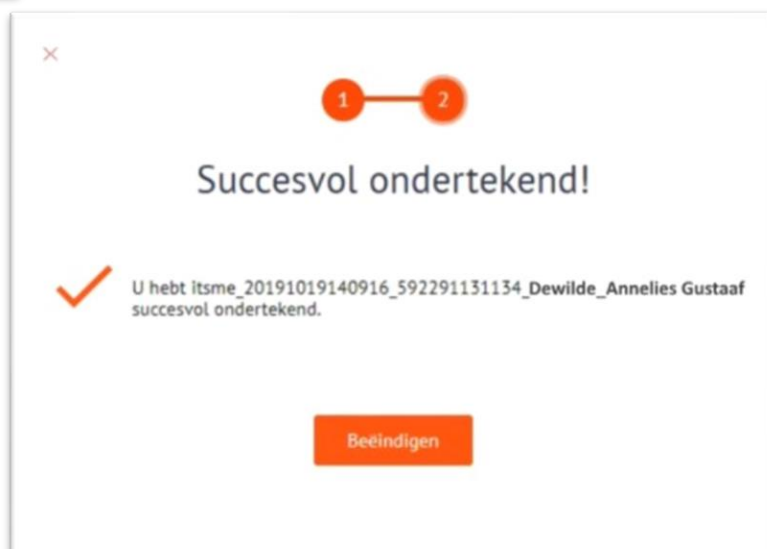 1 2
Succesvol ondertekend!
U hebt itsme_20191019140916_592291131134_Dewilde_Annelies Gustaaf
succesvol ondertekend.
Beëindigen